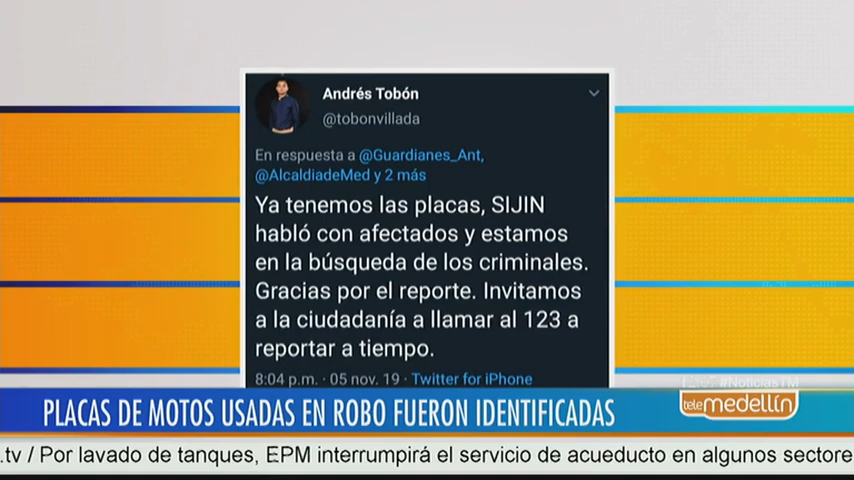 Andrés Tobón
@tobonvillada
En respuesta a @Guardianes_Ant,
@AlcaldiadeMed y 2 más
Ya tenemos las placas, SIJIN
habló con afectados y estamos
en la búsqueda de los criminales.
Gracias por el reporte. Invitamos
a la ciudadanía a llamar al 123 a
reportar a tiempo.
8:04 p.m. · 05 nov. 19 · Twitter for iPhone
#NoticiasTM
PLACAS DE MOTOS USADAS EN ROBO FUERON IDENTIFICADAS
tele medellín
.tv / Por lavado de tanques, EPM interrumpirá el servicio de acueducto en algunos sectore